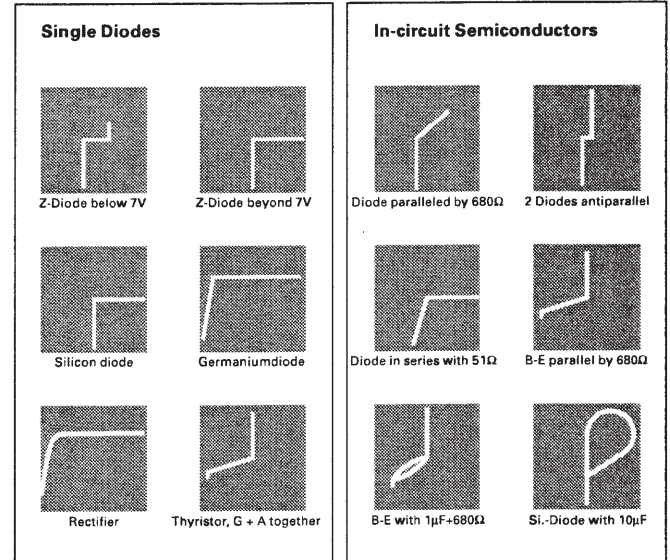 Single Diodes
Z-Diode below 7V
Z-Diode beyond 7V
Silicon diode
Germaniumdiode
Rectifier
Thyristor, G + A together
In-circuit Semiconductors
Diode paralleled by 680Ω
2 Diodes antiparallel
Diode in series with 51Ω
B-E parallel by 680Ω
B-E with 1µF+680Ω
Si.-Diode with 10µF